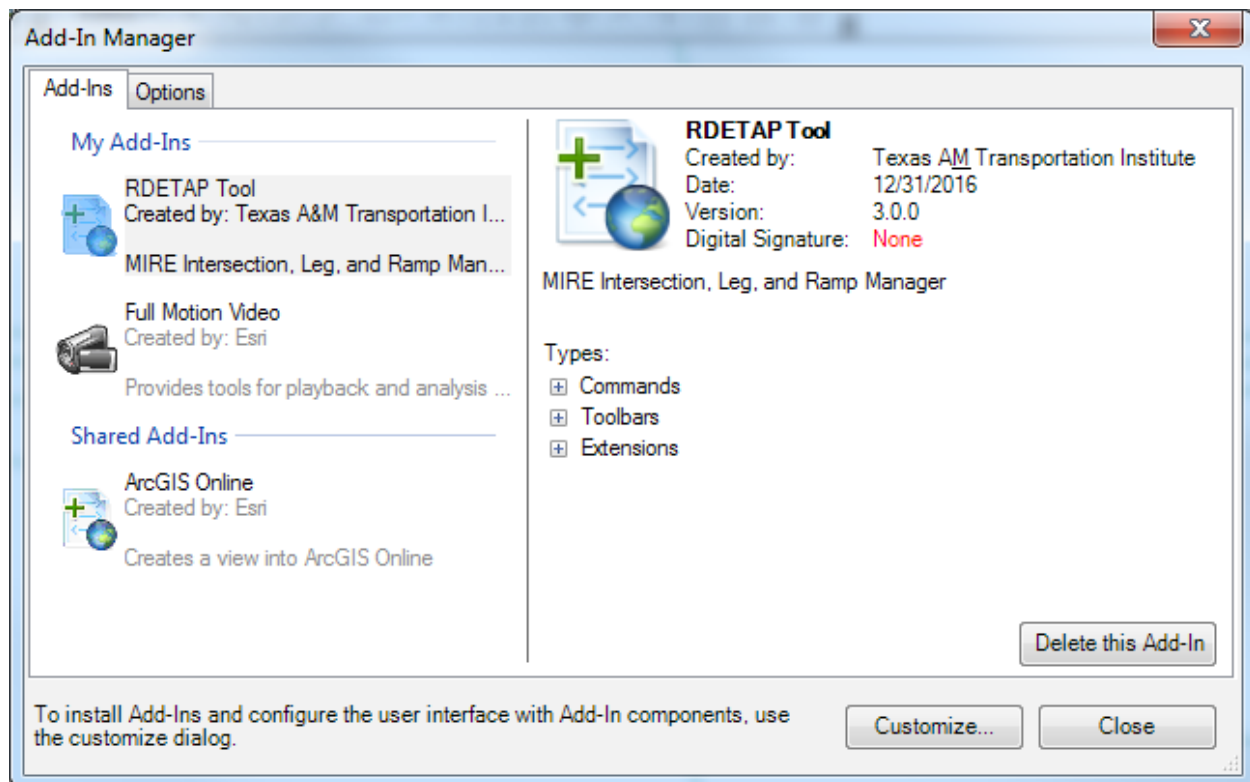 Add-In Manager
Add-Ins
Options
My Add-Ins
RDETAP Tool
Created by: Texas A&M Transportation I...
MIRE Intersection, Leg, and Ramp Man...
Full Motion Video
Created by: Esri
Provides tools for playback and analysis ...
Shared Add-Ins
ArcGIS Online
Created by: Esri
Creates a view into ArcGIS Online
RDETAP Tool
Created by: Texas AM Transportation Institute
Date: 12/31/2016
Version: 3.0.0
Digital Signature: None
MIRE Intersection, Leg, and Ramp Manager
Types:
Commands
Toolbars
Extensions
Delete this Add-In
To install Add-Ins and configure the user interface with Add-In components, use
the customize dialog.
Customize...
Close